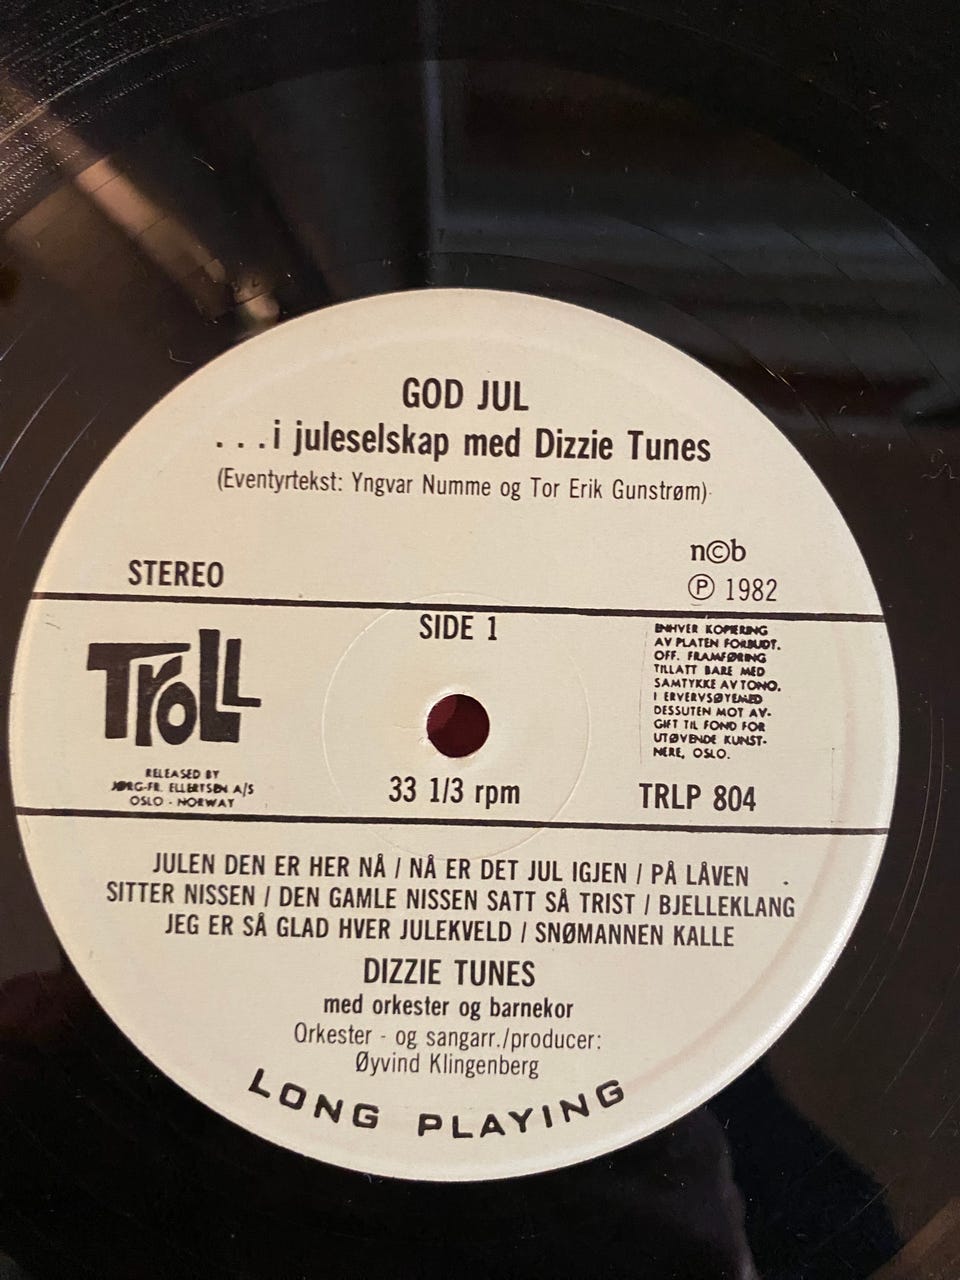 GOD JUL
...i juleselskap med Dizzie Tunes
(Eventyrtekst: Yngvar Numme og Tor Erik Gunstrøm)
n©b
STEREO
Ⓟ 1982
SIDE 1
TROLL
RELEASED BY
JØRG-FR. ELLERTSEN A/S
OSLO - NORWAY
33 1/3 rpm
ENHVER KOPIERING
AV PLATEN FORBUDT.
OFF. FRAMFØRING
TILLATT BARE MED
SAMTYKKE AV TONO.
I ERVERVSØYEMED
DESSUTEN MOT AV-
GIFT TIL FOND FOR
UTØVENDE KUNST-
NERE, OSLO.
TRLP 804
JULEN DEN ER HER NÅ / NÅ ER DET JUL IGJEN / PÅ LÅVEN
SITTER NISSEN / DEN GAMLE NISSEN SATT SÅ TRIST / BJELLEKLANG
JEG ER SÅ GLAD HVER JULEKVELD / SNØMANNEN KALLE
DIZZIE TUNES
med orkester og barnekor
Orkester - og sangarr./producer:
Øyvind Klingenberg
LONG PLAYING